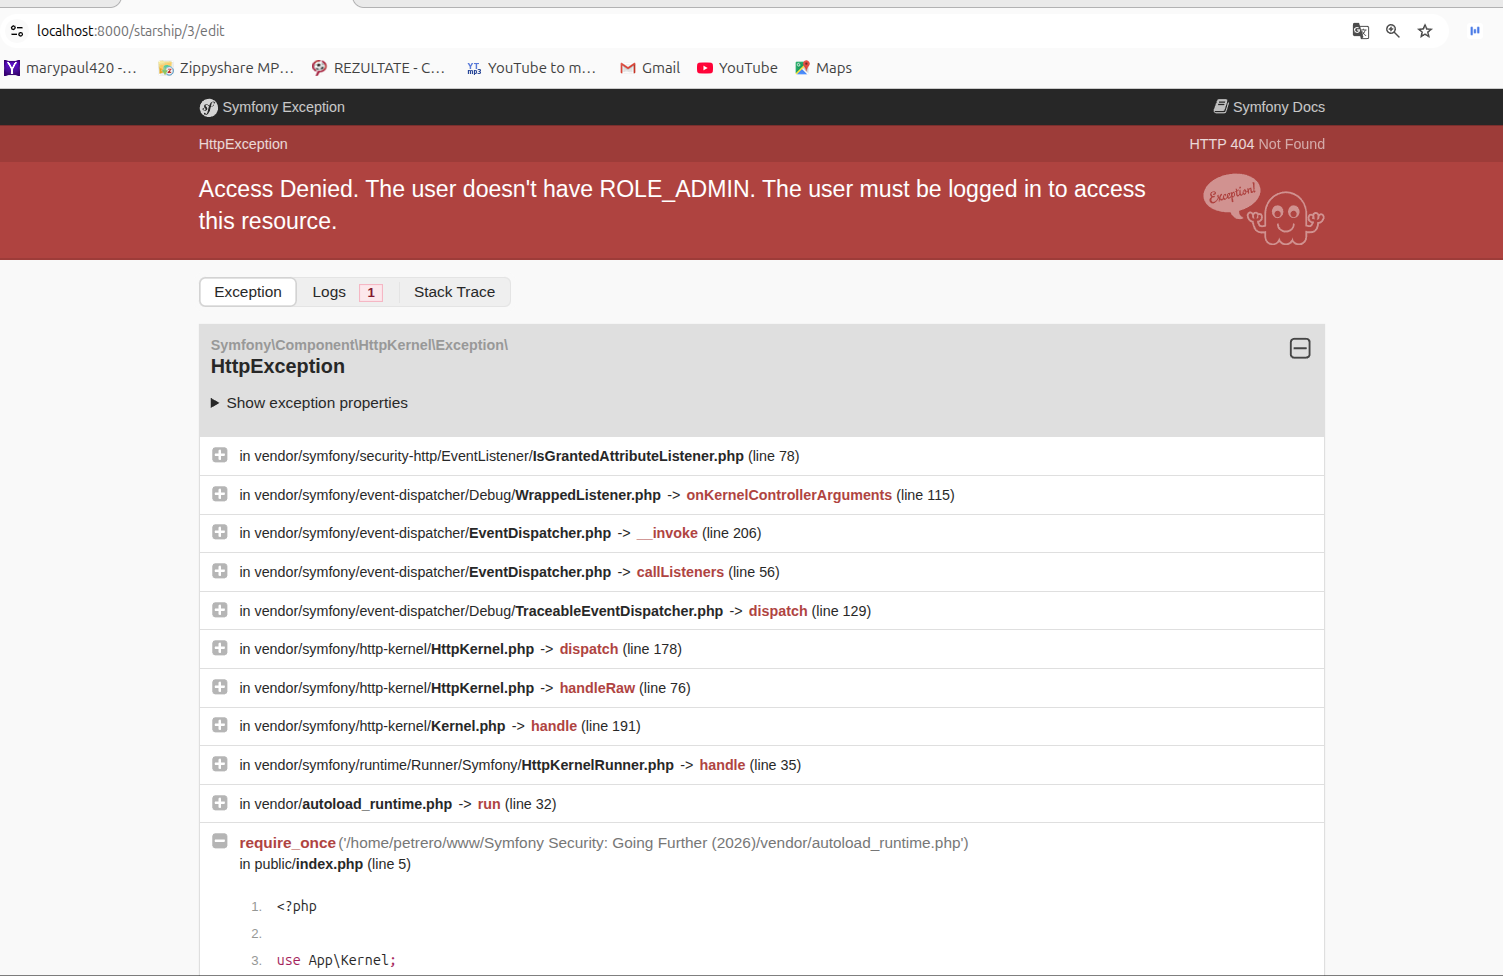 localhost:8000/starship/3/edit
marypaul420 -... Zippyshare MP... REZULTATE - C... YouTube to m... Gmail YouTube Maps
Symfony Exception Symfony Docs
HttpException HTTP 404 Not Found
Access Denied. The user doesn't have ROLE_ADMIN. The user must be logged in to access
this resource.
Exception!
Exception Logs 1 Stack Trace
Symfony\Component\HttpKernel\Exception\
HttpException
Show exception properties
in vendor/symfony/security-http/EventListener/IsGrantedAttributeListener.php (line 78)
in vendor/symfony/event-dispatcher/Debug/WrappedListener.php -> onKernelControllerArguments (line 115)
in vendor/symfony/event-dispatcher/EventDispatcher.php -> __invoke (line 206)
in vendor/symfony/event-dispatcher/EventDispatcher.php -> callListeners (line 56)
in vendor/symfony/event-dispatcher/Debug/TraceableEventDispatcher.php -> dispatch (line 129)
in vendor/symfony/http-kernel/HttpKernel.php -> dispatch (line 178)
in vendor/symfony/http-kernel/HttpKernel.php -> handleRaw (line 76)
in vendor/symfony/http-kernel/Kernel.php -> handle (line 191)
in vendor/symfony/runtime/Runner/Symfony/HttpKernelRunner.php -> handle (line 35)
in vendor/autoload_runtime.php -> run (line 32)
require_once('/home/petrero/www/Symfony Security: Going Further (2026)/vendor/autoload_runtime.php')
in public/index.php (line 5)
1. <?php
2.
3. use App\Kernel;